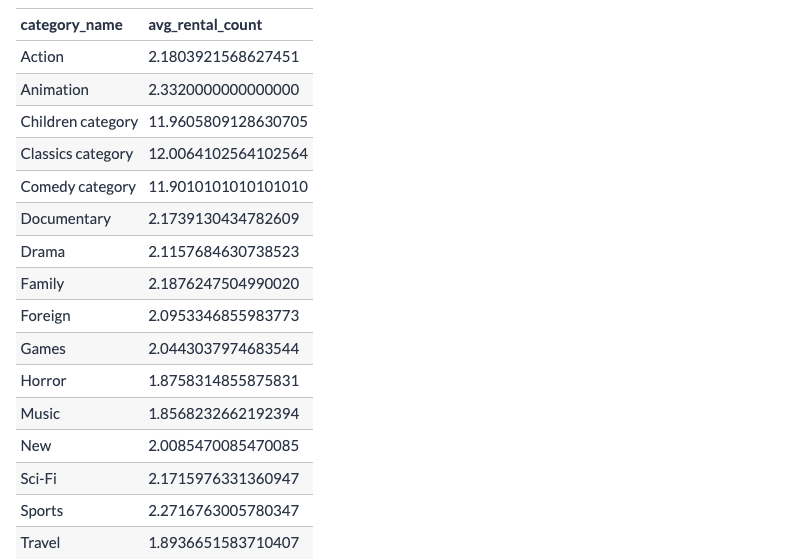 category_name avg_rental_count
Action 2.1803921568627451
Animation 2.3320000000000000
Children category 11.9605809128630705
Classics category 12.0064102564102564
Comedy category 11.9010101010101010
Documentary 2.1739130434782609
Drama 2.1157684630738523
Family 2.1876247504990020
Foreign 2.0953346855983773
Games 2.0443037974683544
Horror 1.8758314855875831
Music 1.8568232662192394
New 2.0085470085470085
Sci-Fi 2.1715976331360947
Sports 2.2716763005780347
Travel 1.8936651583710407